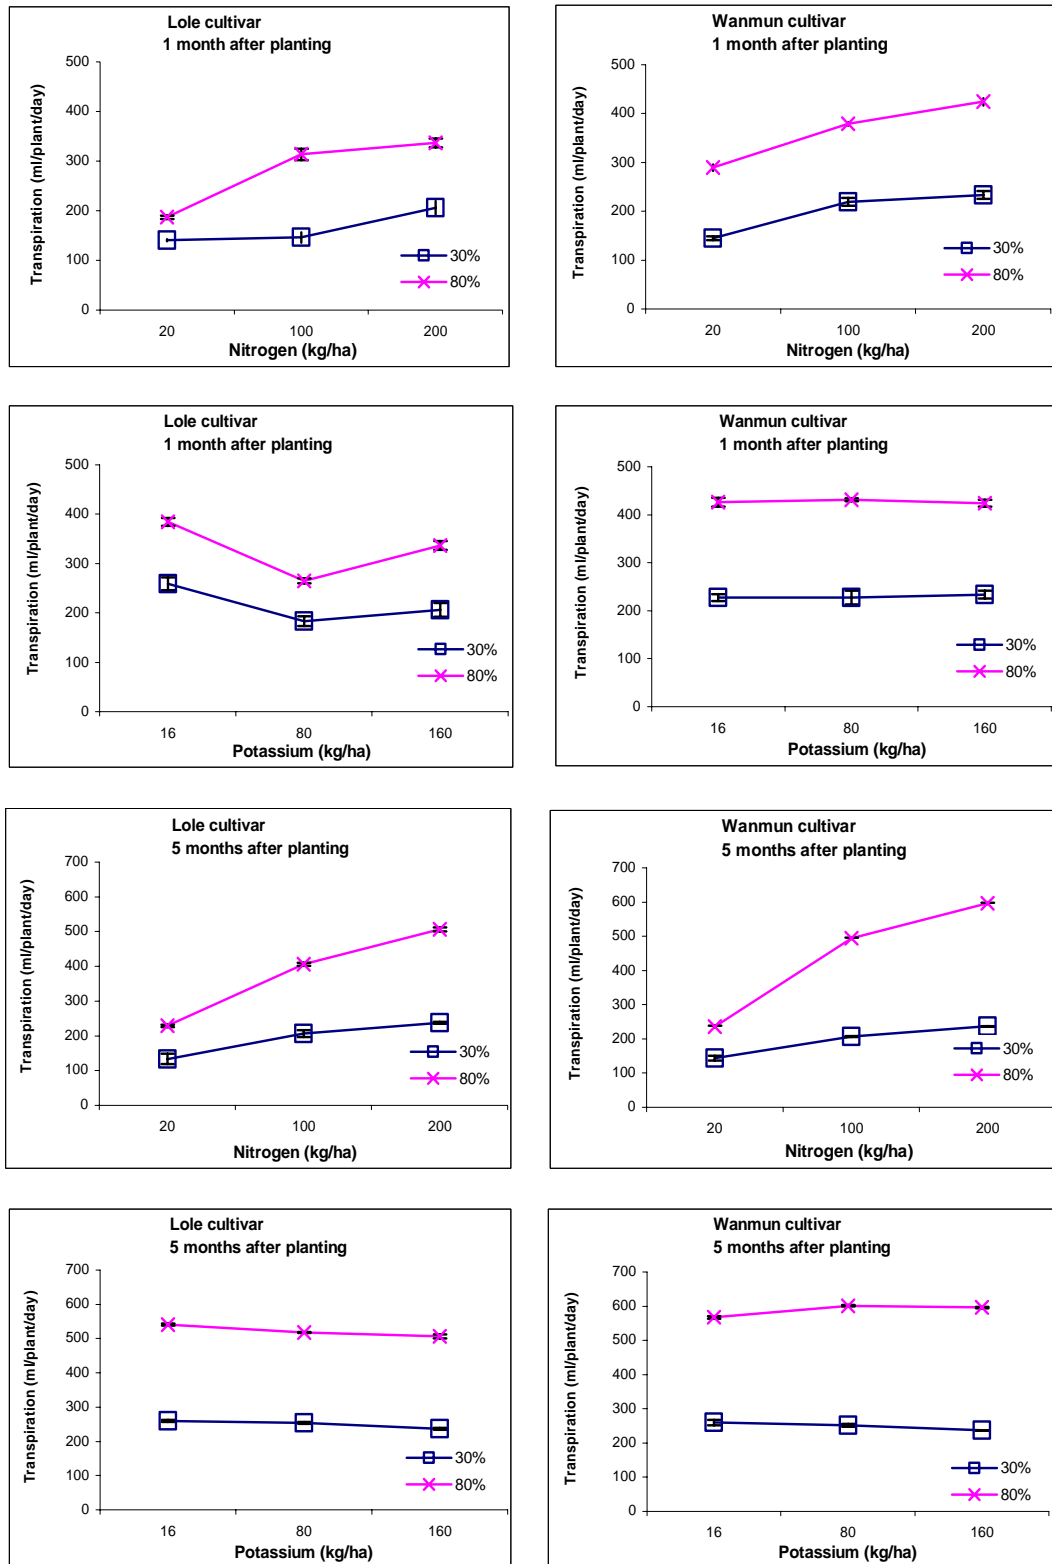 Lole cultivar
1 month after planting
500
400
300
200
100
0
Transpiration (ml/plant/day)
30%
80%
20 100 200
Nitrogen (kg/ha)
Wanmun cultivar
1 month after planting
500
400
300
200
100
0
Transpiration (ml/plant/day)
30%
80%
20 100 200
Nitrogen (kg/ha)
Lole cultivar
1 month after planting
500
400
300
200
100
0
Transpiration (ml/plant/day)
30%
80%
16 80 160
Potassium (kg/ha)
Wanmun cultivar
1 month after planting
500
400
300
200
100
0
Transpiration (ml/plant/day)
30%
80%
16 80 160
Potassium (kg/ha)
Lole cultivar
5 months after planting
700
600
500
400
300
200
100
0
Transpiration (ml/plant/day)
30%
80%
20 100 200
Nitrogen (kg/ha)
Wanmun cultivar
5 months after planting
700
600
500
400
300
200
100
0
Transpiration (ml/plant/day)
30%
80%
20 100 200
Nitrogen (kg/ha)
Lole cultivar
5 months after planting
700
600
500
400
300
200
100
0
Transpiration (ml/plant/day)
30%
80%
16 80 160
Potassium (kg/ha)
Wanmun cultivar
5 months after planting
700
600
500
400
300
200
100
0
Transpiration (ml/plant/day)
30%
80%
16 80 160
Potassium (kg/ha)